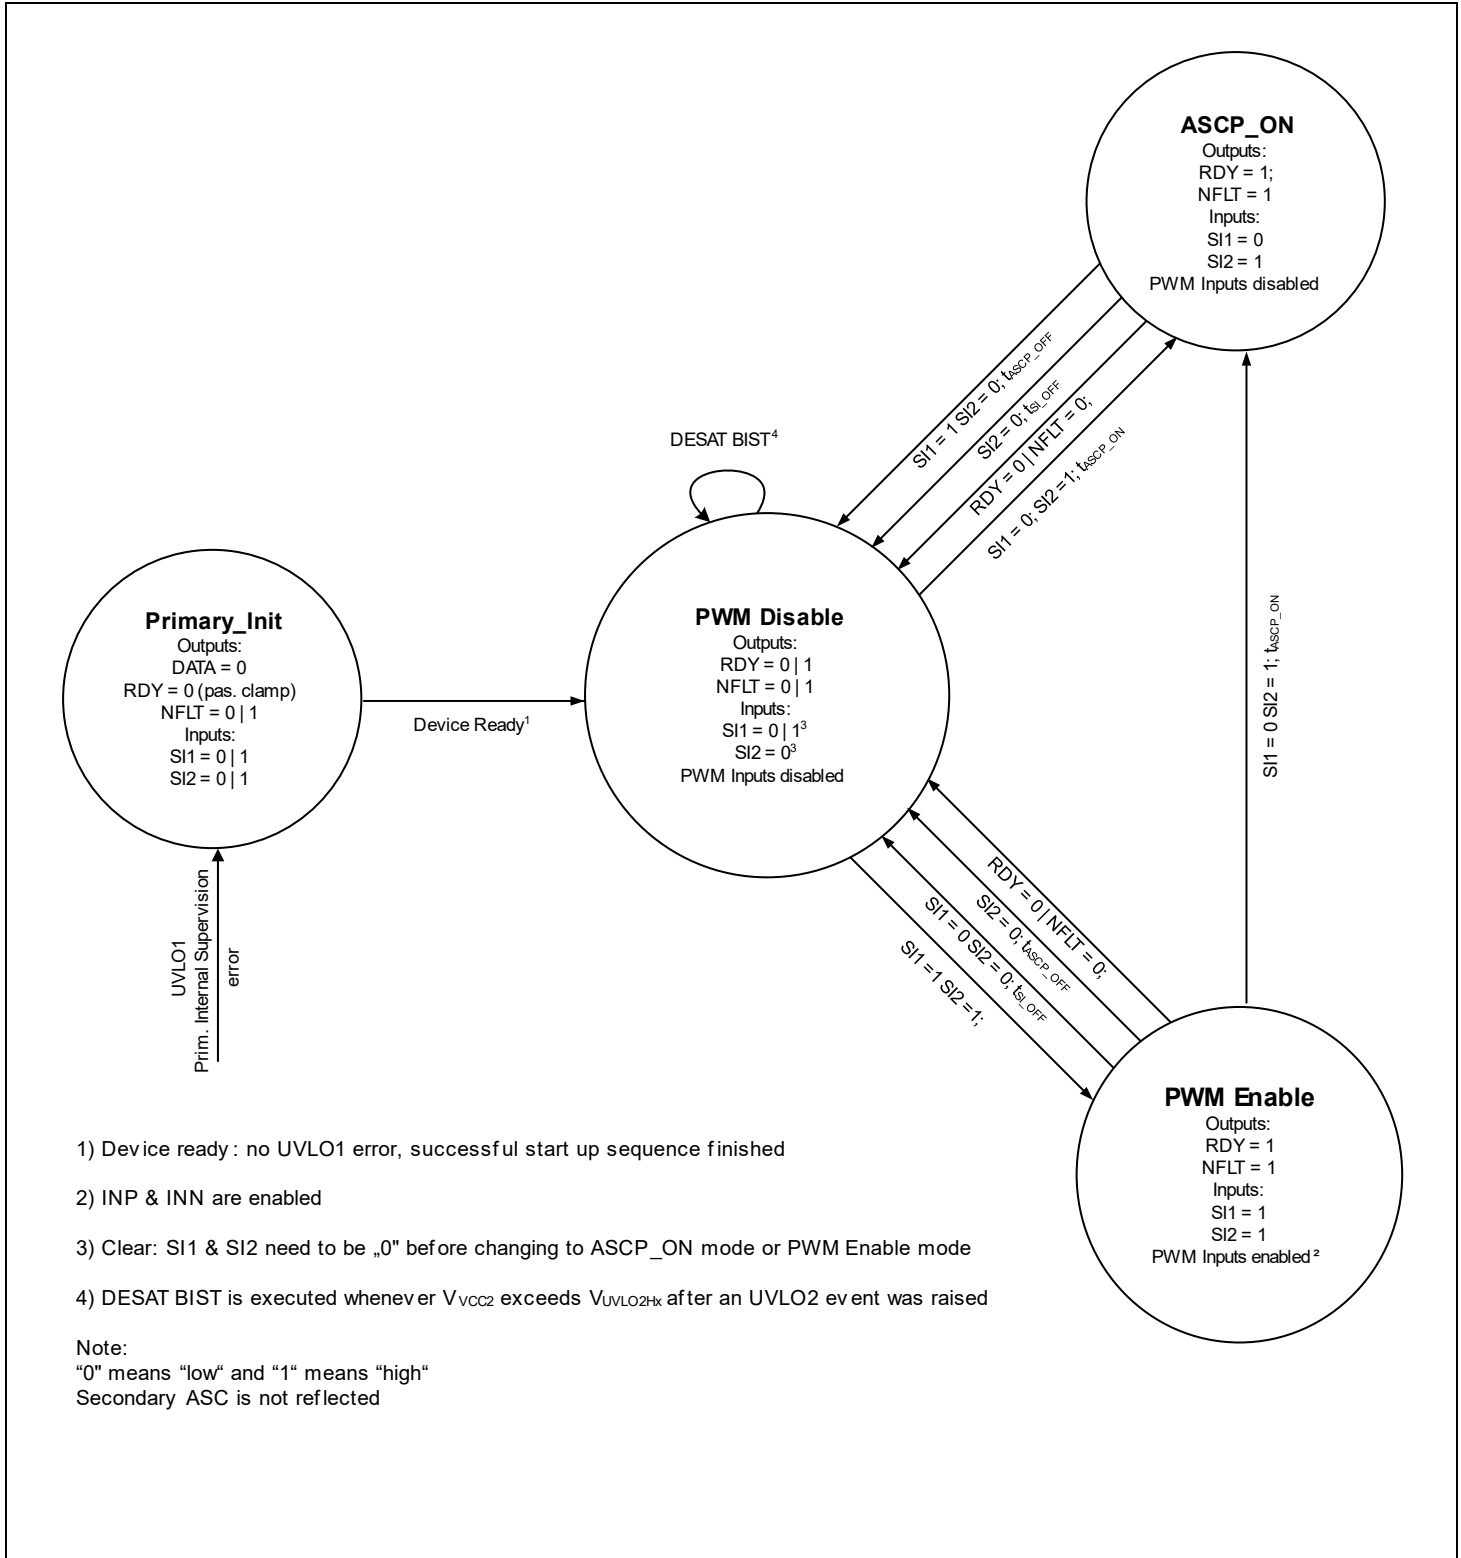 ASCP_ON
Outputs:
RDY = 1;
NFLT = 1
Inputs:
SI1 = 0
SI2 = 1
PWM Inputs disabled
SI1 = 1 SI2 = 0; tASCP_OFF
SI2 = 0; tSI_OFF
RDY = 0 | NFLT = 0;
SI1 = 0; SI2 =1; tASCP_ON
DESAT BIST⁴
Primary_Init
Outputs:
DATA = 0
RDY = 0 (pas. clamp)
NFLT = 0 | 1
Inputs:
SI1 = 0 | 1
SI2 = 0 | 1
Device Ready¹
PWM Disable
Outputs:
RDY = 0 | 1
NFLT = 0 | 1
Inputs:
SI1 = 0 | 1³
SI2 = 0³
PWM Inputs disabled
SI1 = 0 SI2 = 1; tASCP_ON
UVLO1
Prim. Internal Supervision
error
RDY = 0 | NFLT = 0;
SI2 = 0; tASCP_OFF
SI1 = 0 SI2 = 0; tSI_OFF
SI1 =1 SI2 =1;
PWM Enable
Outputs:
RDY = 1
NFLT = 1
Inputs:
SI1 = 1
SI2 = 1
PWM Inputs enabled ²
1) Device ready : no UVLO1 error, successful start up sequence finished
2) INP & INN are enabled
3) Clear: SI1 & SI2 need to be „0" before changing to ASCP_ON mode or PWM Enable mode
4) DESAT BIST is executed whenever VVCC2 exceeds VUVLO2Hx after an UVLO2 event was raised
Note:
“0" means “low“ and “1“ means “high“
Secondary ASC is not reflected